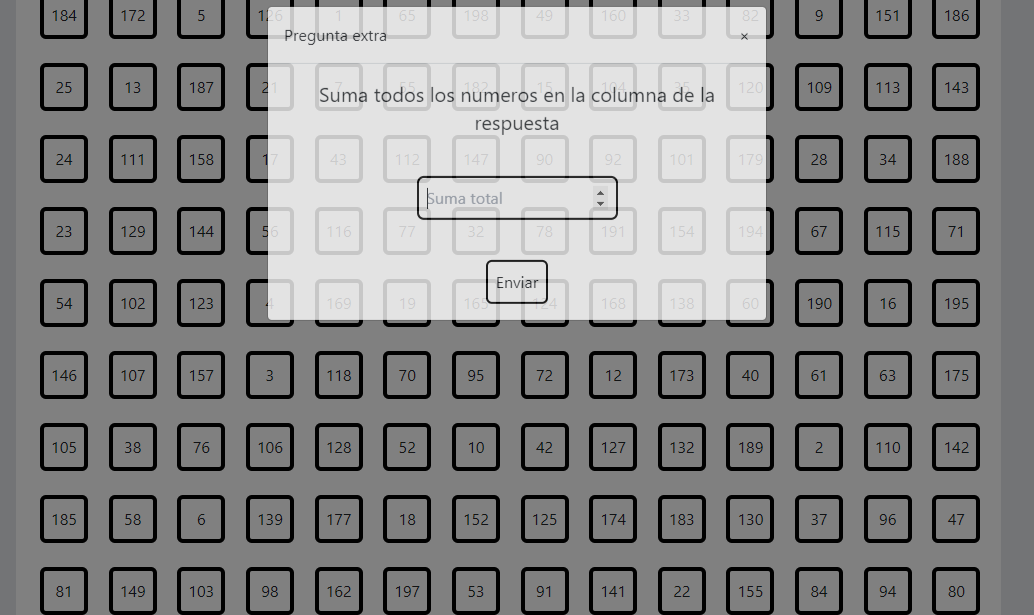 184 172 5 126 1 65 198 49 160 33 82 9 151 186
Pregunta extra ×
25 13 187 21 7 55 182 15 104 120 109 113 143
Suma todos los numeros en la columna de la
respuesta
24 111 158 17 43 112 147 90 92 101 179 28 34 188
Suma total
23 129 144 56 116 77 32 78 191 154 194 67 115 71
Enviar
54 102 123 4 169 19 165 124 168 138 60 190 16 195
146 107 157 3 118 70 95 72 12 173 40 61 63 175
105 38 76 106 128 52 10 42 127 132 189 2 110 142
185 58 6 139 177 18 152 125 174 183 130 37 96 47
81 149 103 98 162 197 53 91 141 22 155 84 94 80